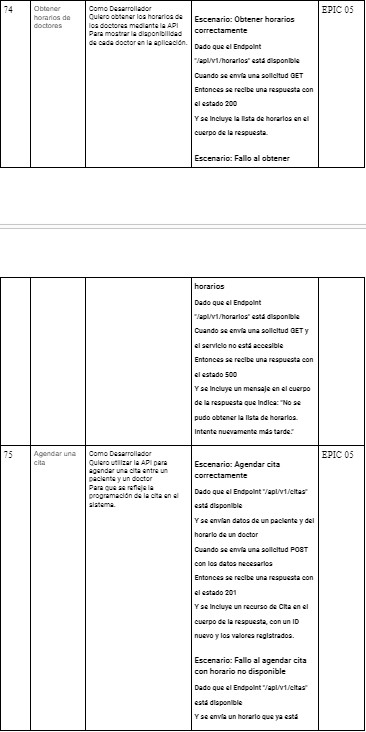 74
Obtener
horarios de
doctores
Como Desarrollador
Quiero obtener los horarios de
los doctores mediante la API
Para mostrar la disponibilidad
de cada doctor en la aplicación.
Escenario: Obtener horarios
correctamente
Dado que el Endpoint
"/api/v1/horarios" está disponible
Cuando se envía una solicitud GET
Entonces se recibe una respuesta con
el estado 200
Y se incluye la lista de horarios en el
cuerpo de la respuesta.
Escenario: Fallo al obtener
EPIC 05
horarios
Dado que el Endpoint
"/api/v1/horarios" está disponible
Cuando se envía una solicitud GET y
el servicio no está accesible
Entonces se recibe una respuesta con
el estado 500
Y se incluye un mensaje en el cuerpo
de la respuesta que indica: "No se
pudo obtener la lista de horarios.
Intente nuevamente más tarde."
75
Agendar una
cita
Como Desarrollador
Quiero utilizar la API para
agendar una cita entre un
paciente y un doctor
Para que se refleje la
programación de la cita en el
sistema.
Escenario: Agendar cita
correctamente
Dado que el Endpoint "/api/v1/citas"
está disponible
Y se envían datos de un paciente y del
horario de un doctor
Cuando se envía una solicitud POST
con los datos necesarios
Entonces se recibe una respuesta con
el estado 201
Y se incluye un recurso de Cita en el
cuerpo de la respuesta, con un ID
nuevo y los valores registrados.
Escenario: Fallo al agendar cita
con horario no disponible
Dado que el Endpoint "/api/v1/citas"
está disponible
Y se envía un horario que ya está
EPIC 05